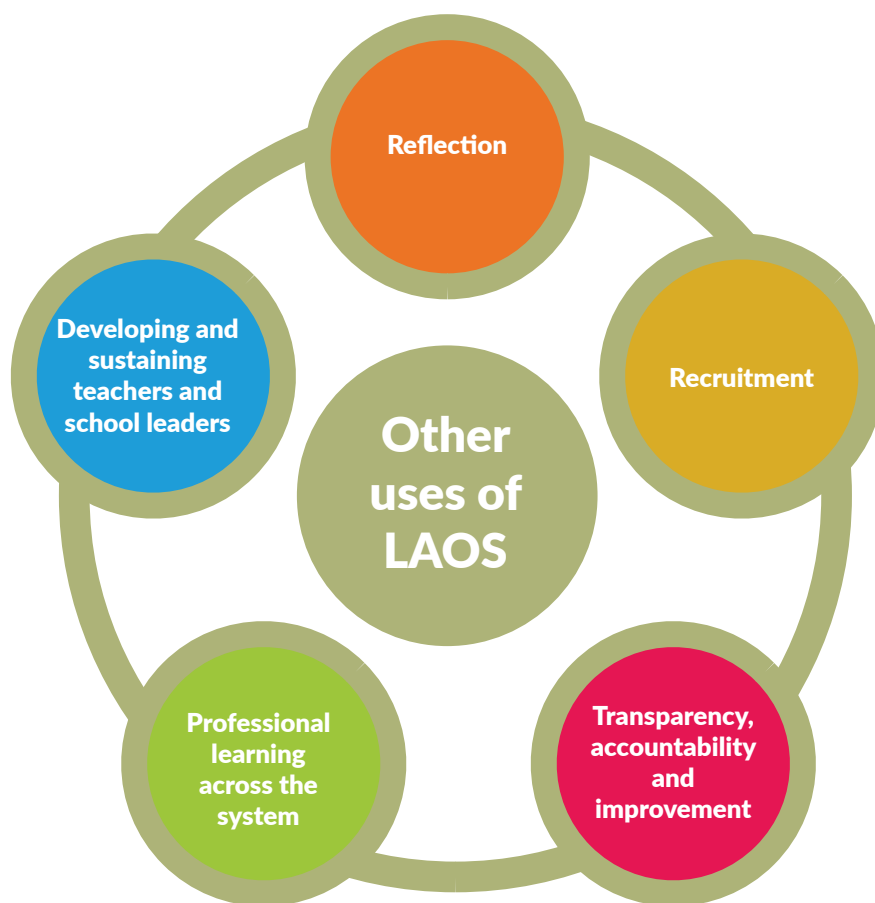 Reflection
Recruitment
Transparency,
accountability
and
improvement
Professional
learning
across the
system
Developing and
sustaining
teachers and
school leaders
Other
uses of
LAOS